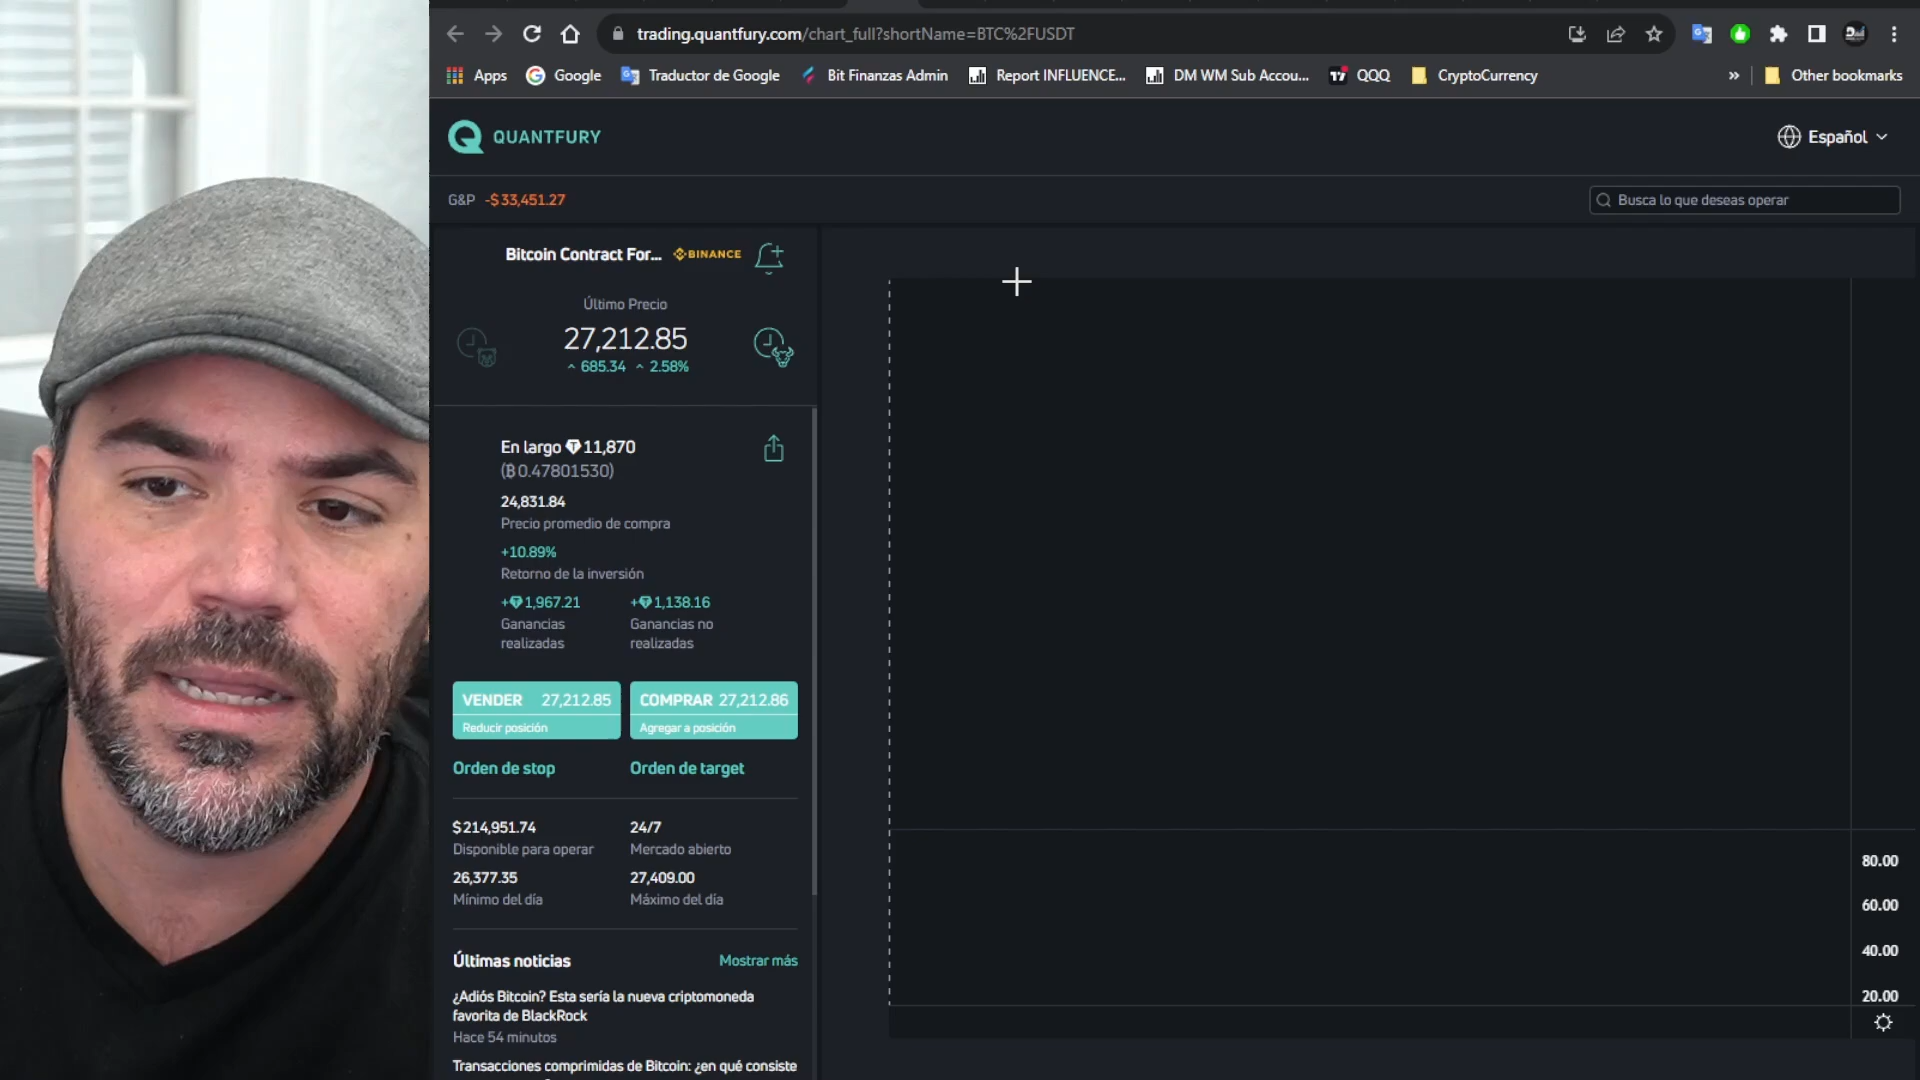 trading.quantfury.com/chart_full?shortName=BTC%2FUSDT
Apps Google Traductor de Google Bit Finanzas Admin Report INFLUENCE... DM WM Sub Accou... QQQ CryptoCurrency » Other bookmarks
QUANTFURY
Español
G&P -$33,451.27
Busca lo que deseas operar
Bitcoin Contract For... BINANCE
Último Precio
27,212.85
685.34 2.58%
En largo 11,870
(₿0.47801530)
24,831.84
Precio promedio de compra
+10.89%
Retorno de la inversión
+1,967.21 +1,138.16
Ganancias Ganancias no
realizadas realizadas
VENDER 27,212.85 COMPRAR 27,212.86
Reducir posición Agregar a posición
Orden de stop Orden de target
$214,951.74 24/7
Disponible para operar Mercado abierto
26,377.35 27,409.00
Mínimo del día Máximo del día
Últimas noticias Mostrar más
¿Adiós Bitcoin? Esta sería la nueva criptomoneda
favorita de BlackRock
Hace 54 minutos
Transacciones comprimidas de Bitcoin: ¿en qué consiste
80.00
60.00
40.00
20.00